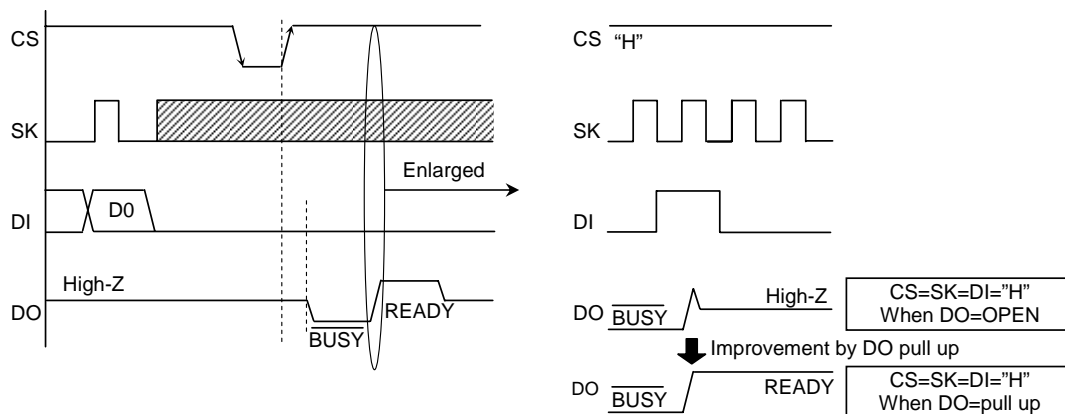 CS
SK
Enlarged
DI
D0
High-Z
DO
READY
BUSY
CS "H"
SK
DI
DO
BUSY
High-Z
CS=SK=DI="H"
When DO=OPEN
Improvement by DO pull up
DO
BUSY
READY
CS=SK=DI="H"
When DO=pull up